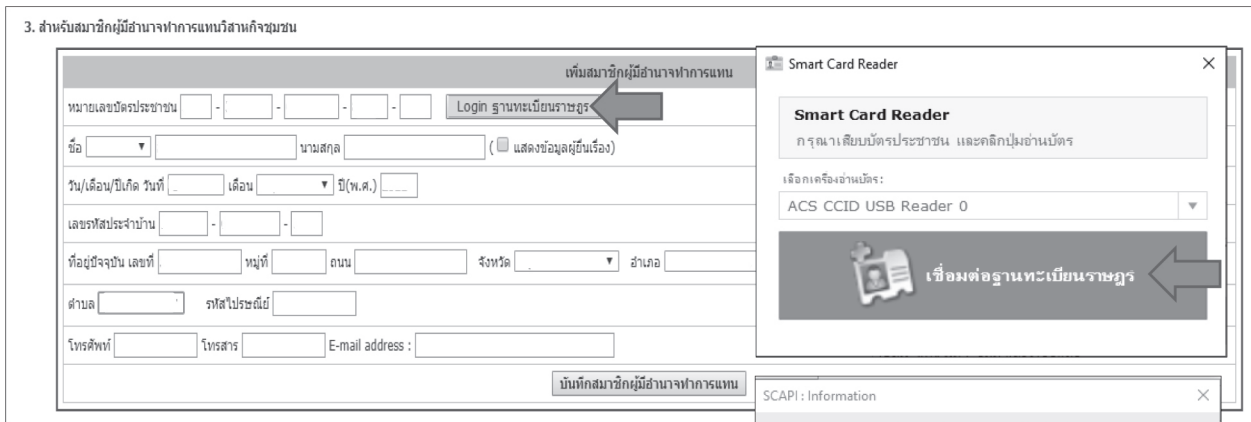 3. สำหรับสมาชิกผู้มีอำนาจทำการแทนวิสาหกิจชุมชน
เพิ่มสมาชิกผู้มีอำนาจทำการแทน
หมายเลขบัตรประชาชน - - - - Login ฐานทะเบียนราษฎร
ชื่อ นามสกุล ( แสดงข้อมูลผู้ยื่นเรื่อง)
วัน/เดือน/ปีเกิด วันที่ เดือน ปี(พ.ศ.)
เลขรหัสประจำบ้าน - -
ที่อยู่ปัจจุบัน เลขที่ หมู่ที่ ถนน จังหวัด อำเภอ
ตำบล รหัสไปรษณีย์
โทรศัพท์ โทรสาร E-mail address :
บันทึกสมาชิกผู้มีอำนาจทำการแทน
Smart Card Reader
Smart Card Reader
กรุณาเสียบบัตรประชาชน และคลิกปุ่มอ่านบัตร
เลือกเครื่องอ่านบัตร:
ACS CCID USB Reader 0
เชื่อมต่อฐานทะเบียนราษฎร
SCAPI : Information